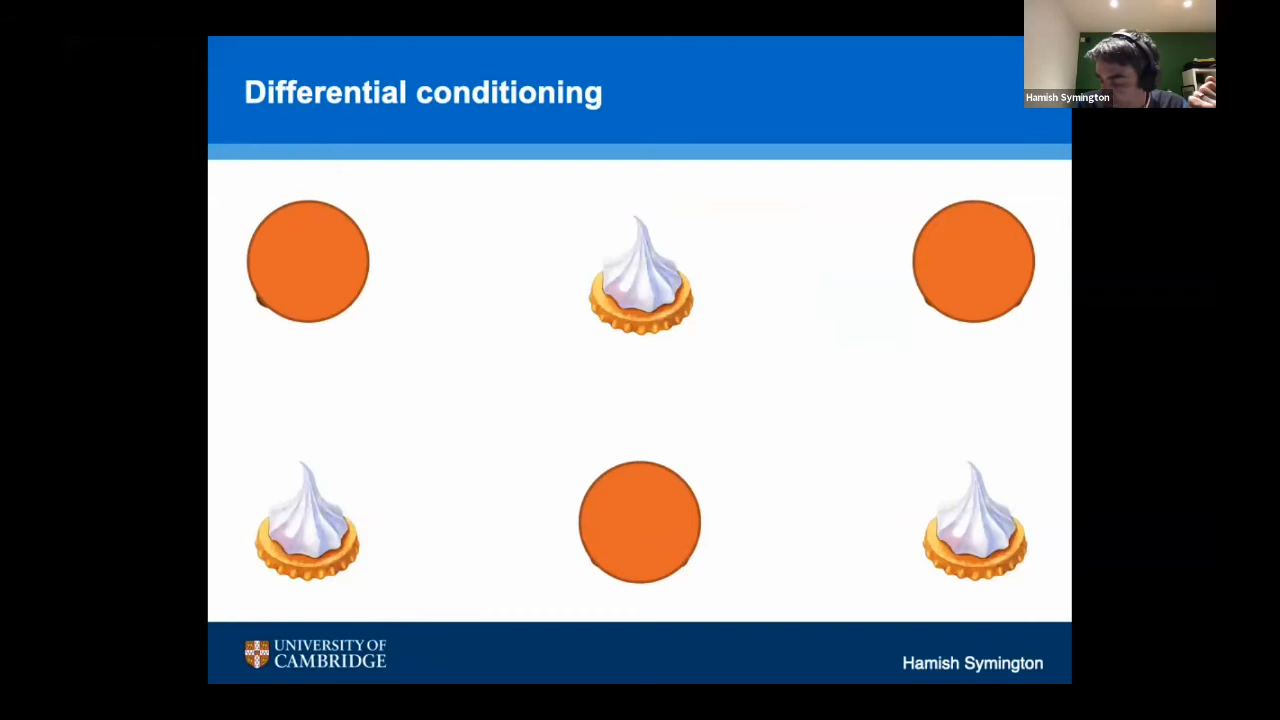 Differential conditioning
Hamish Symington
UNIVERSITY OF
CAMBRIDGE
Hamish Symington